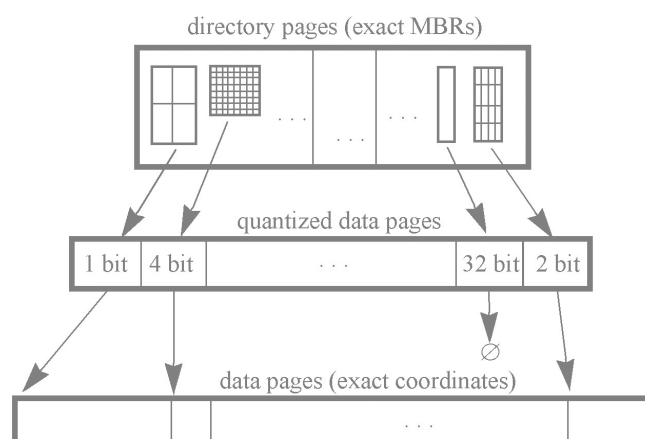 directory pages (exact MBRs)
. . . . . . . . .
quantized data pages
1 bit 4 bit . . . 32 bit 2 bit
∅
data pages (exact coordinates)
. . .